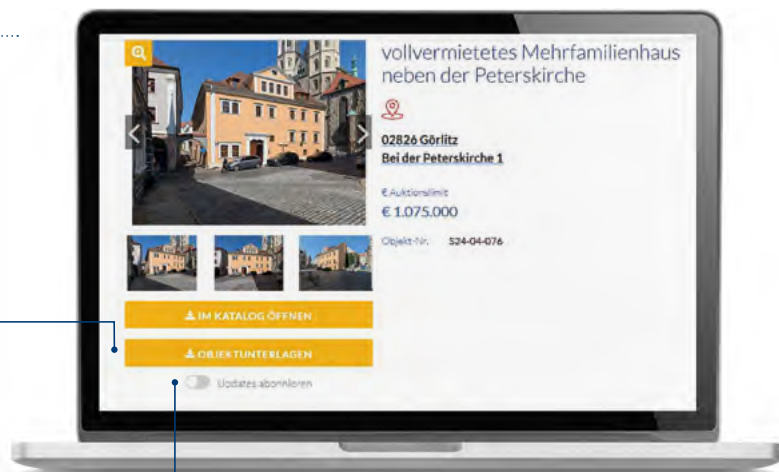 vollvermietetes Mehrfamilienhaus
neben der Peterskirche
02826 Görlitz
Bei der Peterskirche 1
€ Auktionslimit
€ 1.075.000
Objekt-Nr. S24-04-076
IM KATALOG ÖFFNEN
OBJEKTUNTERLAGEN
Updates abonnieren